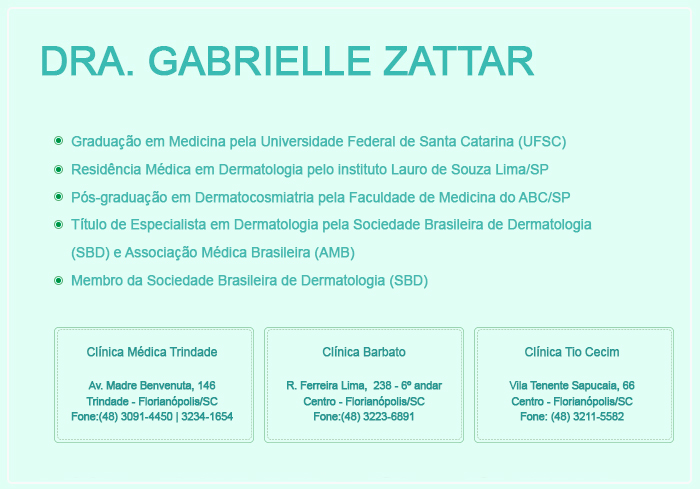 DRA. GABRIELLE ZATTAR
Graduação em Medicina pela Universidade Federal de Santa Catarina (UFSC)
Residência Médica em Dermatologia pelo instituto Lauro de Souza Lima/SP
Pós-graduação em Dermatocosmiatria pela Faculdade de Medicina do ABC/SP
Título de Especialista em Dermatologia pela Sociedade Brasileira de Dermatologia
(SBD) e Associação Médica Brasileira (AMB)
Membro da Sociedade Brasileira de Dermatologia (SBD)
Clínica Médica Trindade
Av. Madre Benvenuta, 146
Trindade - Florianópolis/SC
Fone:(48) 3091-4450 | 3234-1654
Clínica Barbato
R. Ferreira Lima,  238 - 6º andar
Centro - Florianópolis/SC
Fone:(48) 3223-6891
Clínica Tio Cecim
Vila Tenente Sapucaia, 66
Centro - Florianópolis/SC
Fone: (48) 3211-5582